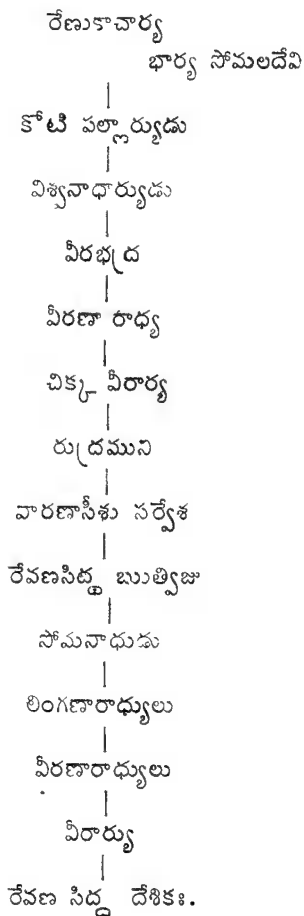 రేణుకాచార్య
భార్య సోమలదేవి
కోటి పల్లార్యుడు
విశ్వనాధార్యుడు
వీరభద్ర
వీరణా రాధ్య
చిక్క వీరార్య
రుద్రముని
వారణాసీశు సర్వేశ
రేవణసిద్ధ ఋత్విజు
సోమనాధుడు
లింగణారాధ్యులు
వీరణారాధ్యులు
వీరార్యు
రేవణ సిద్ధ దేశికః.